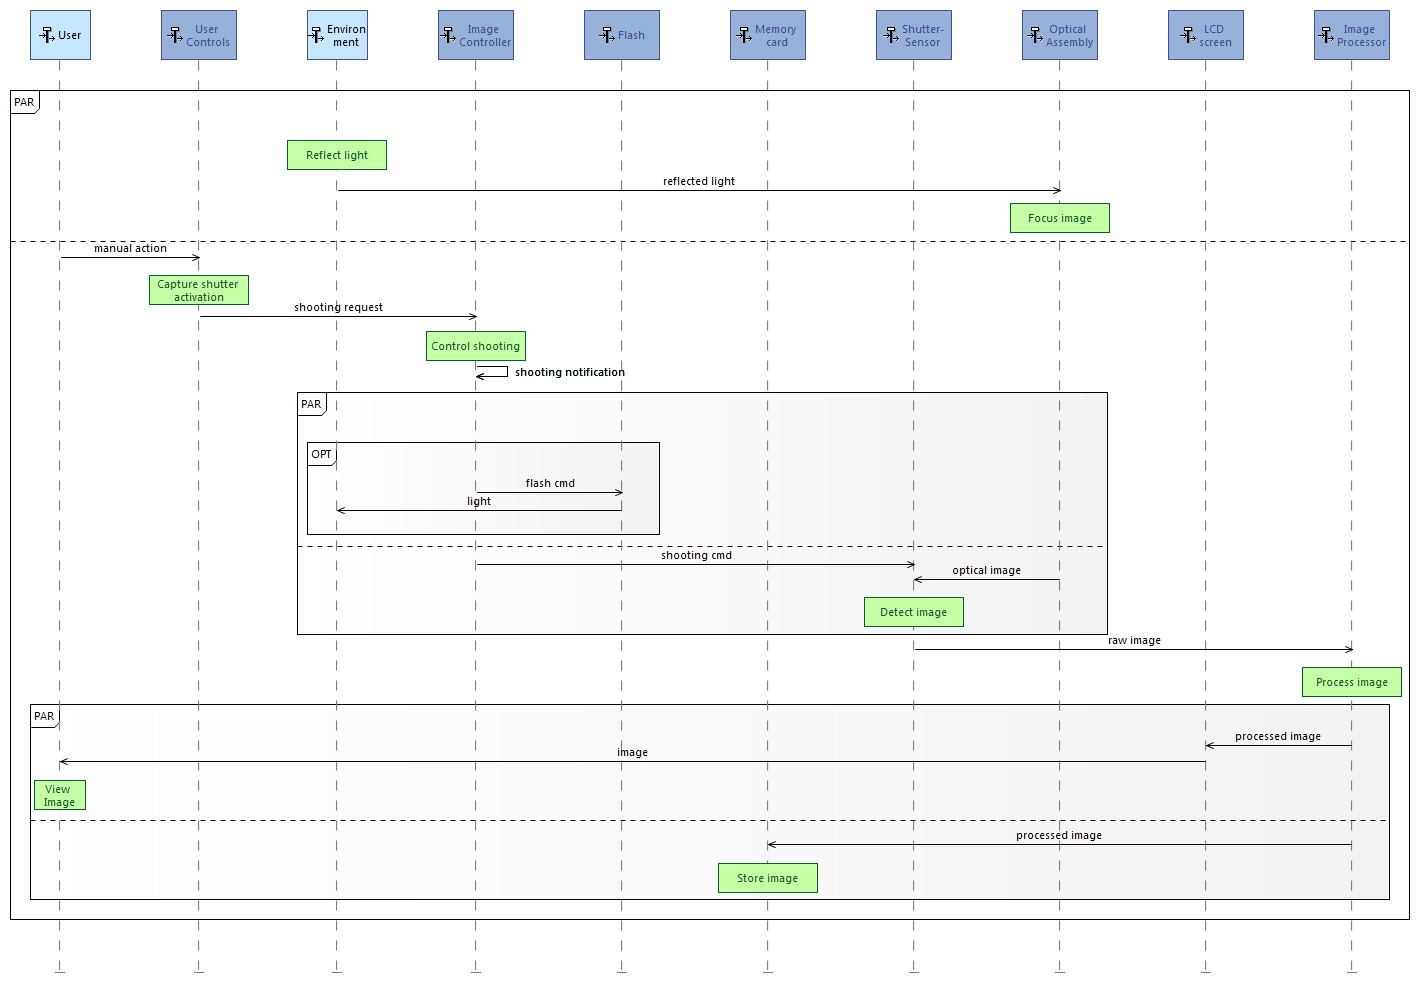 User
User
Controls
Environ
ment
Image
Controller
Flash
Memory
card
Shutter-
Sensor
Optical
Assembly
LCD
screen
Image
Processor
PAR
Reflect light
reflected light
Focus image
manual action
Capture shutter
activation
shooting request
Control shooting
shooting notification
PAR
OPT
flash cmd
light
shooting cmd
optical image
Detect image
raw image
Process image
PAR
processed image
image
View
Image
processed image
Store image